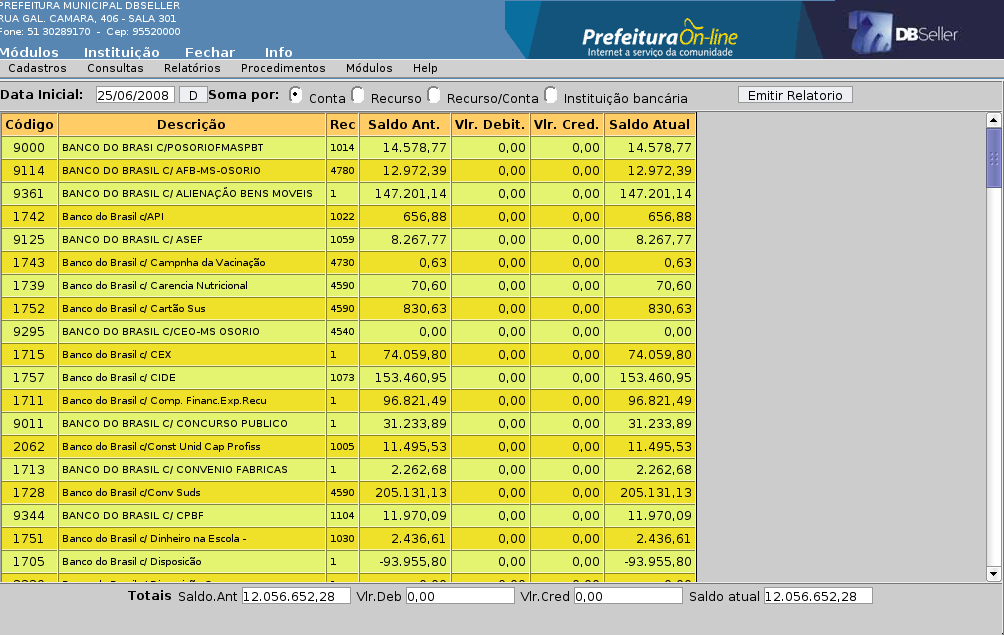 PREFEITURA MUNICIPAL DBSELLER
RUA GAL. CAMARA, 406 - SALA 301
Fone: 51 30289170 - Cep: 95520000
Prefeitura On-line
Internet a serviço da comunidade
DBSeller
Módulos Instituição Fechar Info
Cadastros Consultas Relatórios Procedimentos Módulos Help
Data Inicial: 25/06/2008 D Soma por: Conta Recurso Recurso/Conta Instituição bancária Emitir Relatorio
Código Descrição Rec Saldo Ant. Vlr. Debit. Vlr. Cred. Saldo Atual
9000 BANCO DO BRASI C/POSORIOFMASPBT 1014 14.578,77 0,00 0,00 14.578,77
9114 BANCO DO BRASIL C/ AFB-MS-OSORIO 4780 12.972,39 0,00 0,00 12.972,39
9361 BANCO DO BRASIL C/ ALIENAÇÃO BENS MOVEIS 1 147.201,14 0,00 0,00 147.201,14
1742 Banco do Brasil c/API 1022 656,88 0,00 0,00 656,88
9125 BANCO DO BRASIL C/ ASEF 1059 8.267,77 0,00 0,00 8.267,77
1743 Banco do Brasil c/ Campnha da Vacinação 4730 0,63 0,00 0,00 0,63
1739 Banco do Brasil c/ Carencia Nutricional 4590 70,60 0,00 0,00 70,60
1752 Banco do Brasil c/ Cartão Sus 4590 830,63 0,00 0,00 830,63
9295 BANCO DO BRASIL C/CEO-MS OSORIO 4540 0,00 0,00 0,00 0,00
1715 Banco do Brasil c/ CEX 1 74.059,80 0,00 0,00 74.059,80
1757 Banco do Brasil c/ CIDE 1073 153.460,95 0,00 0,00 153.460,95
1711 Banco do Brasil c/ Comp. Financ.Exp.Recu 1 96.821,49 0,00 0,00 96.821,49
9011 BANCO DO BRASIL C/ CONCURSO PUBLICO 1 31.233,89 0,00 0,00 31.233,89
2062 Banco do Brasil c/Const Unid Cap Profiss 1005 11.495,53 0,00 0,00 11.495,53
1713 BANCO DO BRASIL C/ CONVENIO FABRICAS 1 2.262,68 0,00 0,00 2.262,68
1728 Banco do Brasil c/Conv Suds 4590 205.131,13 0,00 0,00 205.131,13
9344 BANCO DO BRASIL C/ CPBF 1104 11.970,09 0,00 0,00 11.970,09
1751 Banco do Brasil c/ Dinheiro na Escola - 1030 2.436,61 0,00 0,00 2.436,61
1705 Banco do Brasil c/ Disposicão 1 -93.955,80 0,00 0,00 -93.955,80
Totais Saldo.Ant 12.056.652,28 Vlr.Deb 0,00 Vlr.Cred 0,00 Saldo atual 12.056.652,28